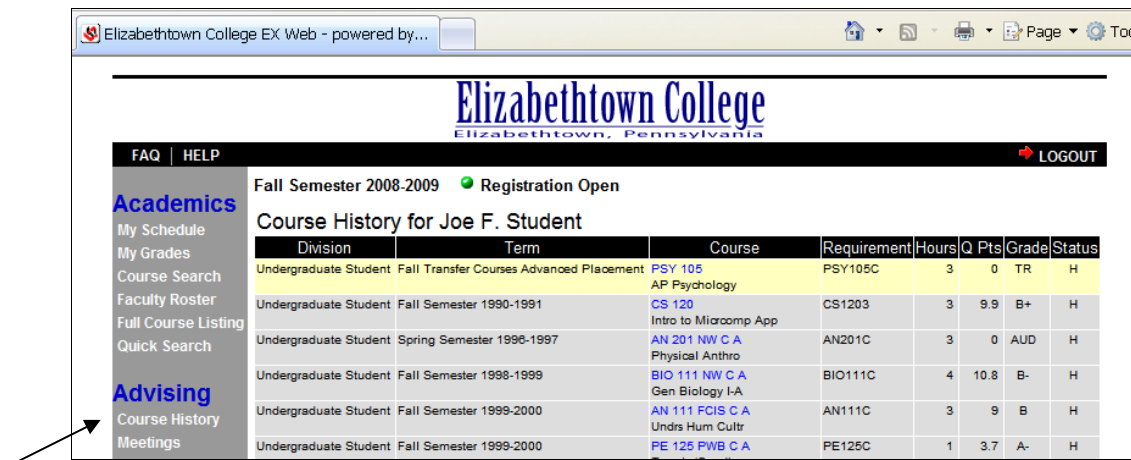 Elizabethtown College EX Web - powered by...
Page
Elizabethtown College
Elizabethtown, Pennsylvania
FAQ | HELP LOGOUT
Fall Semester 2008-2009 Registration Open
Academics
My Schedule
My Grades
Course Search
Faculty Roster
Full Course Listing
Quick Search
Advising
Course History
Meetings
Course History for Joe F. Student
Division Term Course Requirement Hours Q Pts Grade Status
Undergraduate Student Fall Transfer Courses Advanced Placement PSY 105 PSY105C 3 0 TR H
AP Psychology
Undergraduate Student Fall Semester 1990-1991 CS 120 CS1203 3 9.9 B+ H
Intro to Microomp App
Undergraduate Student Spring Semester 1996-1997 AN 201 NW C A AN201C 3 0 AUD H
Physical Anthro
Undergraduate Student Fall Semester 1998-1999 BIO 111 NW C A BIO111C 4 10.8 B- H
Gen Biology I-A
Undergraduate Student Fall Semester 1999-2000 AN 111 FCIS C A AN111C 3 9 B H
Undrs Hum Cultr
Undergraduate Student Fall Semester 1999-2000 PE 125 PWB C A PE125C 1 3.7 A- H